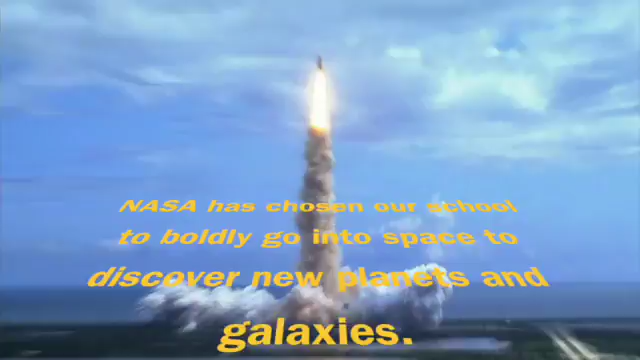 NASA has chosen our school
to boldly go into space to
discover new planets and
galaxies.